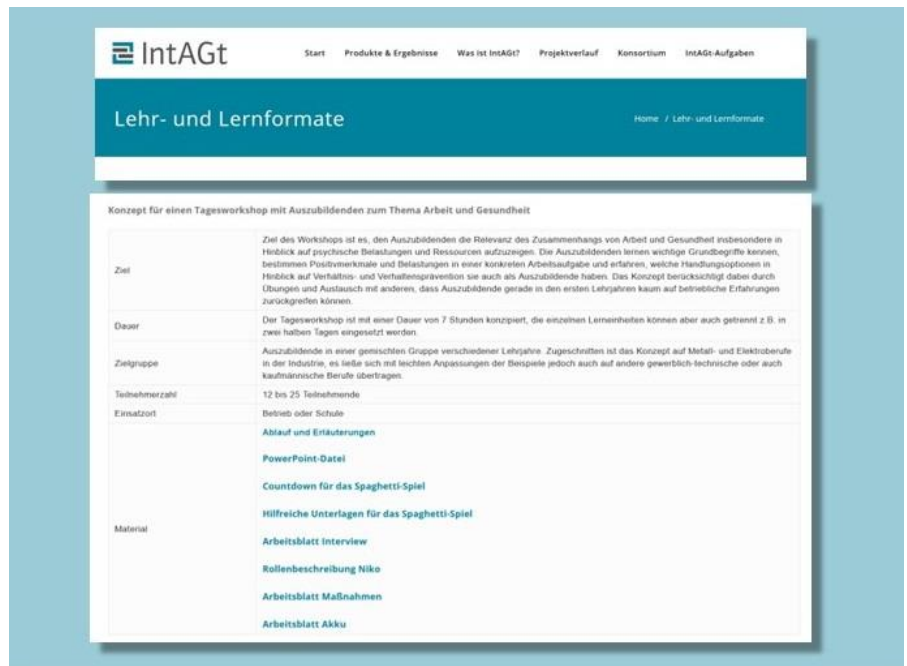 IntAGt
Start Produkte & Ergebnisse Was ist IntAGt? Projektverlauf Konsortium IntAGt-Aufgaben
Lehr- und Lernformate
Home / Lehr- und Lernformate
Konzept für einen Tagesworkshop mit Auszubildenden zum Thema Arbeit und Gesundheit
Ziel
Ziel des Workshops ist es, den Auszubildenden die Relevanz des Zusammenhangs von Arbeit und Gesundheit insbesondere in
Hinblick auf psychische Belastungen und Ressourcen aufzuzeigen. Die Auszubildenden lernen wichtige Grundbegriffe kennen,
bestimmen Positivmerkmale und Belastungen in einer konkreten Arbeitsaufgabe und erfahren, welche Handlungsoptionen in
Hinblick auf Verhältnis- und Verhaltensprävention sie auch als Auszubildende haben. Das Konzept berücksichtigt dabei durch
Übungen und Austausch mit anderen, dass Auszubildende gerade in den ersten Lehrjahren kaum auf betriebliche Erfahrungen
zurückgreifen können.
Dauer
Der Tagesworkshop ist mit einer Dauer von 7 Stunden konzipiert, die einzelnen Lerneinheiten können aber auch getrennt z.B. in
zwei halben Tagen eingesetzt werden.
Zielgruppe
Auszubildende in einer gemischten Gruppe verschiedener Lehrjahre. Zugeschnitten ist das Konzept auf Metall- und Elektroberufe
in der Industrie, es ließe sich mit leichten Anpassungen der Beispiele jedoch auch auf andere gewerblich-technische oder auch
kaufmännische Berufe übertragen.
Teilnehmerzahl
12 bis 25 Teilnehmende
Einsatzort
Betrieb oder Schule
Material
Ablauf und Erläuterungen
PowerPoint-Datei
Countdown für das Spaghetti-Spiel
Hilfreiche Unterlagen für das Spaghetti-Spiel
Arbeitsblatt Interview
Rollenbeschreibung Niko
Arbeitsblatt Maßnahmen
Arbeitsblatt Akku